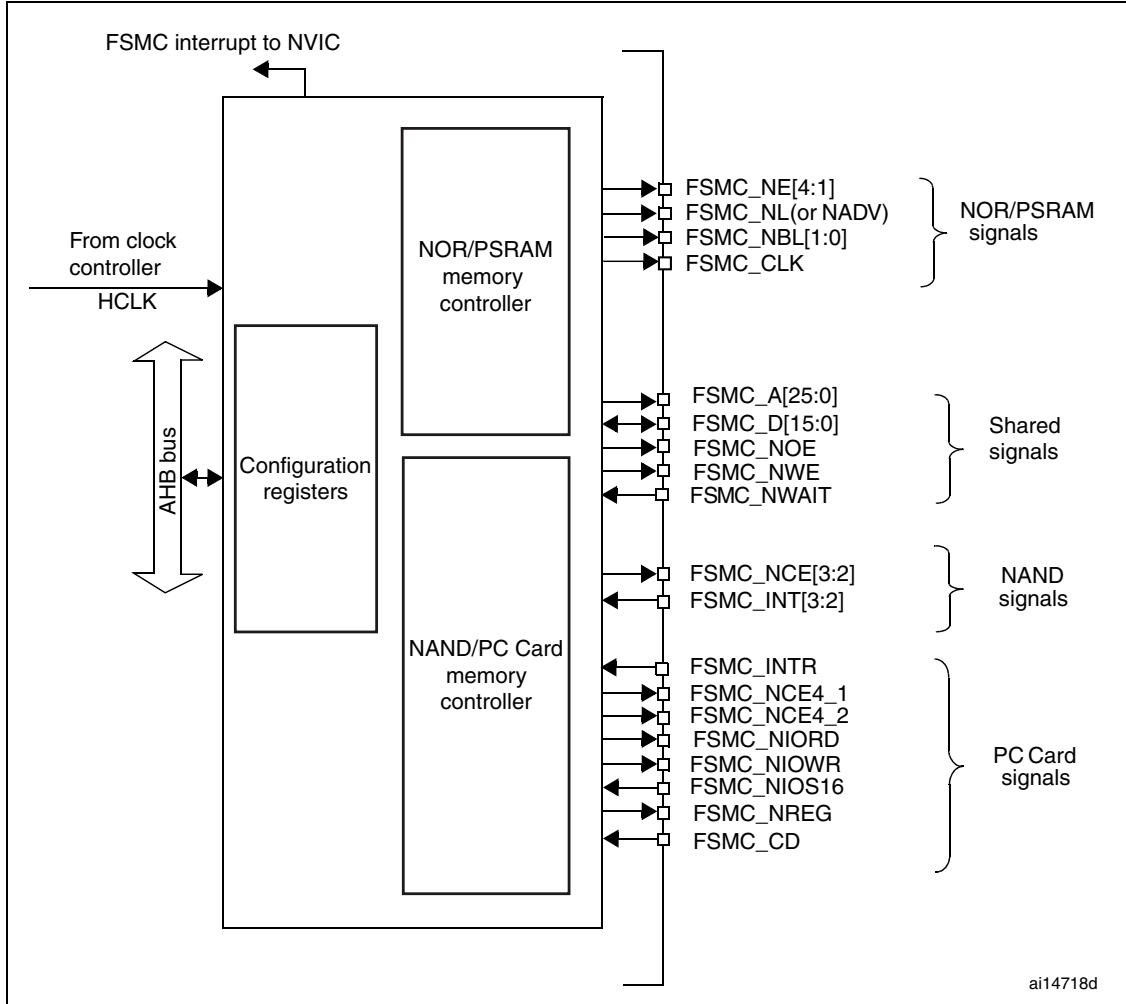 FSMC interrupt to NVIC
From clock
controller
HCLK
AHB bus
Configuration
registers
NOR/PSRAM
memory
controller
NAND/PC Card
memory
controller
FSMC_NE[4:1]
FSMC_NL(or NADV)
FSMC_NBL[1:0]
FSMC_CLK
NOR/PSRAM
signals
FSMC_A[25:0]
FSMC_D[15:0]
FSMC_NOE
FSMC_NWE
FSMC_NWAIT
Shared
signals
FSMC_NCE[3:2]
FSMC_INT[3:2]
NAND
signals
FSMC_INTR
FSMC_NCE4_1
FSMC_NCE4_2
FSMC_NIORD
FSMC_NIOWR
FSMC_NIOS16
FSMC_NREG
FSMC_CD
PC Card
signals
ai14718d